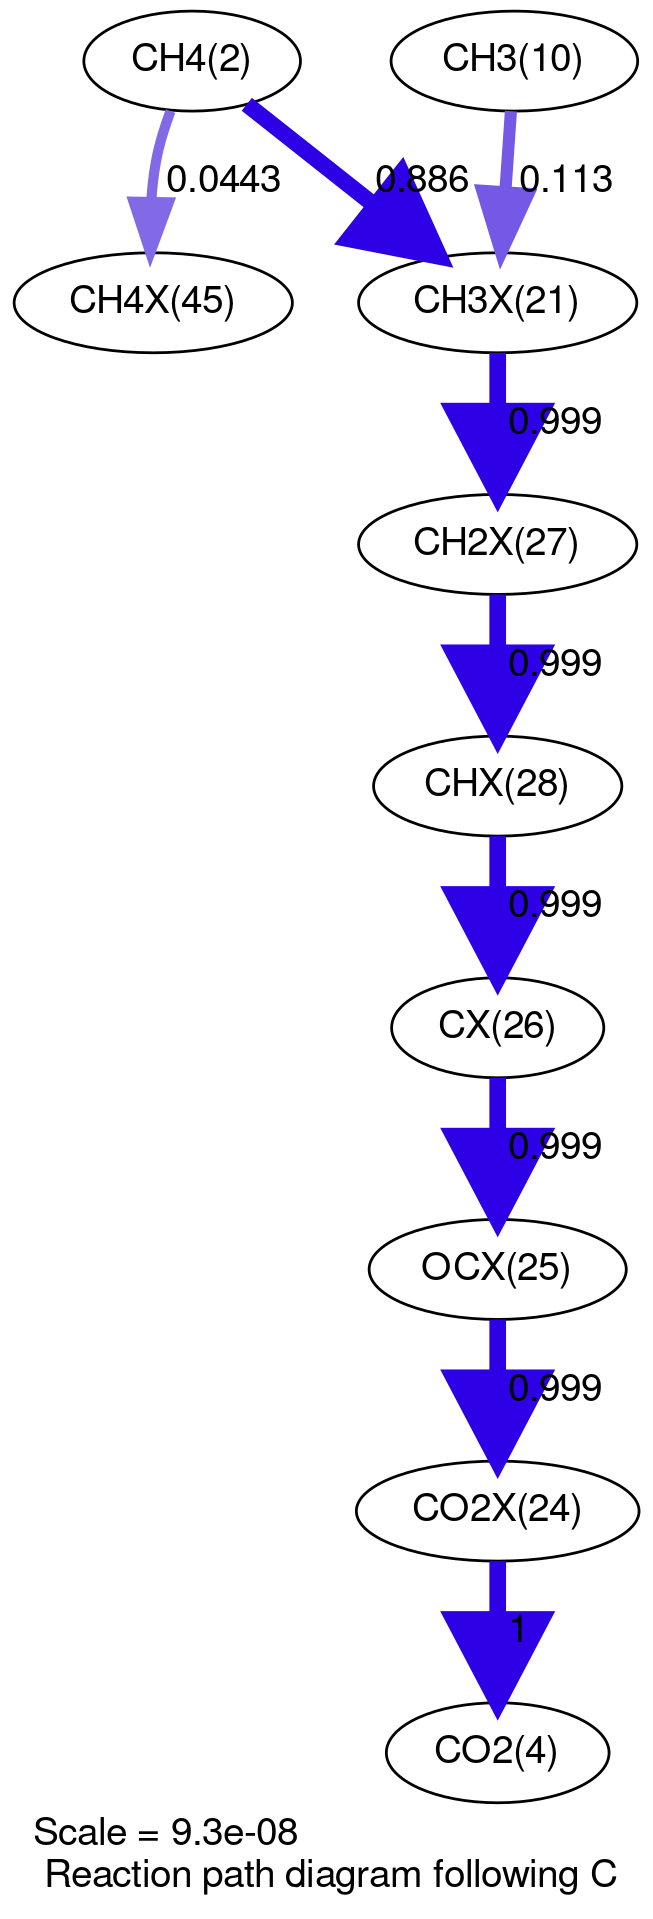 CH4(2)
CH3(10)
0.0443
0.886
0.113
CH4X(45)
CH3X(21)
0.999
CH2X(27)
0.999
CHX(28)
0.999
CX(26)
0.999
OCX(25)
0.999
CO2X(24)
1
CO2(4)
Scale = 9.3e-08
Reaction path diagram following C